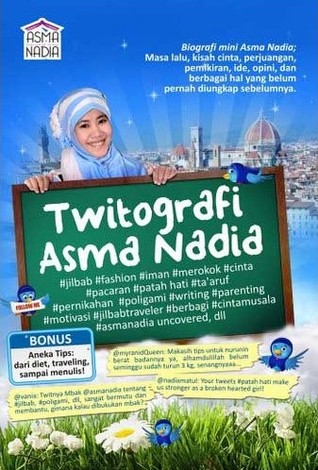 ASMA
NADIA
Biografi mini Asma Nadia;
Masa lalu, kisah cinta, perjuangan,
pemikiran, ide, opini, dan
berbagai hal yang belum
pernah diungkap sebelumnya.
Twitografi
Asma Nadia
#jilbab #fashion #iman #merokok #cinta
#pacaran #patah hati #ta'aruf
#pernikahan #poligami #writing #parenting
#motivasi #jilbabtraveler #berbagi #cintamusala
#asmanadia uncovered, dll
FOLLOW ME
BONUS
Aneka Tips:
dari diet, traveling,
sampai menulis!
@myranidQueen: Makasih tips untuk nurunin
berat badannya ya, alhamdulillah belum
seminggu sudah turun 3 kg, senangnyaaa...
@vania: Twitnya Mbak @asmanadia tentang
#jilbab, #poligami, dll, sangat bermutu dan
membantu, gimana kalau dibukukan mbak?
@nadiamatul: Your tweets #patah hati make
us stronger as a broken hearted girl!